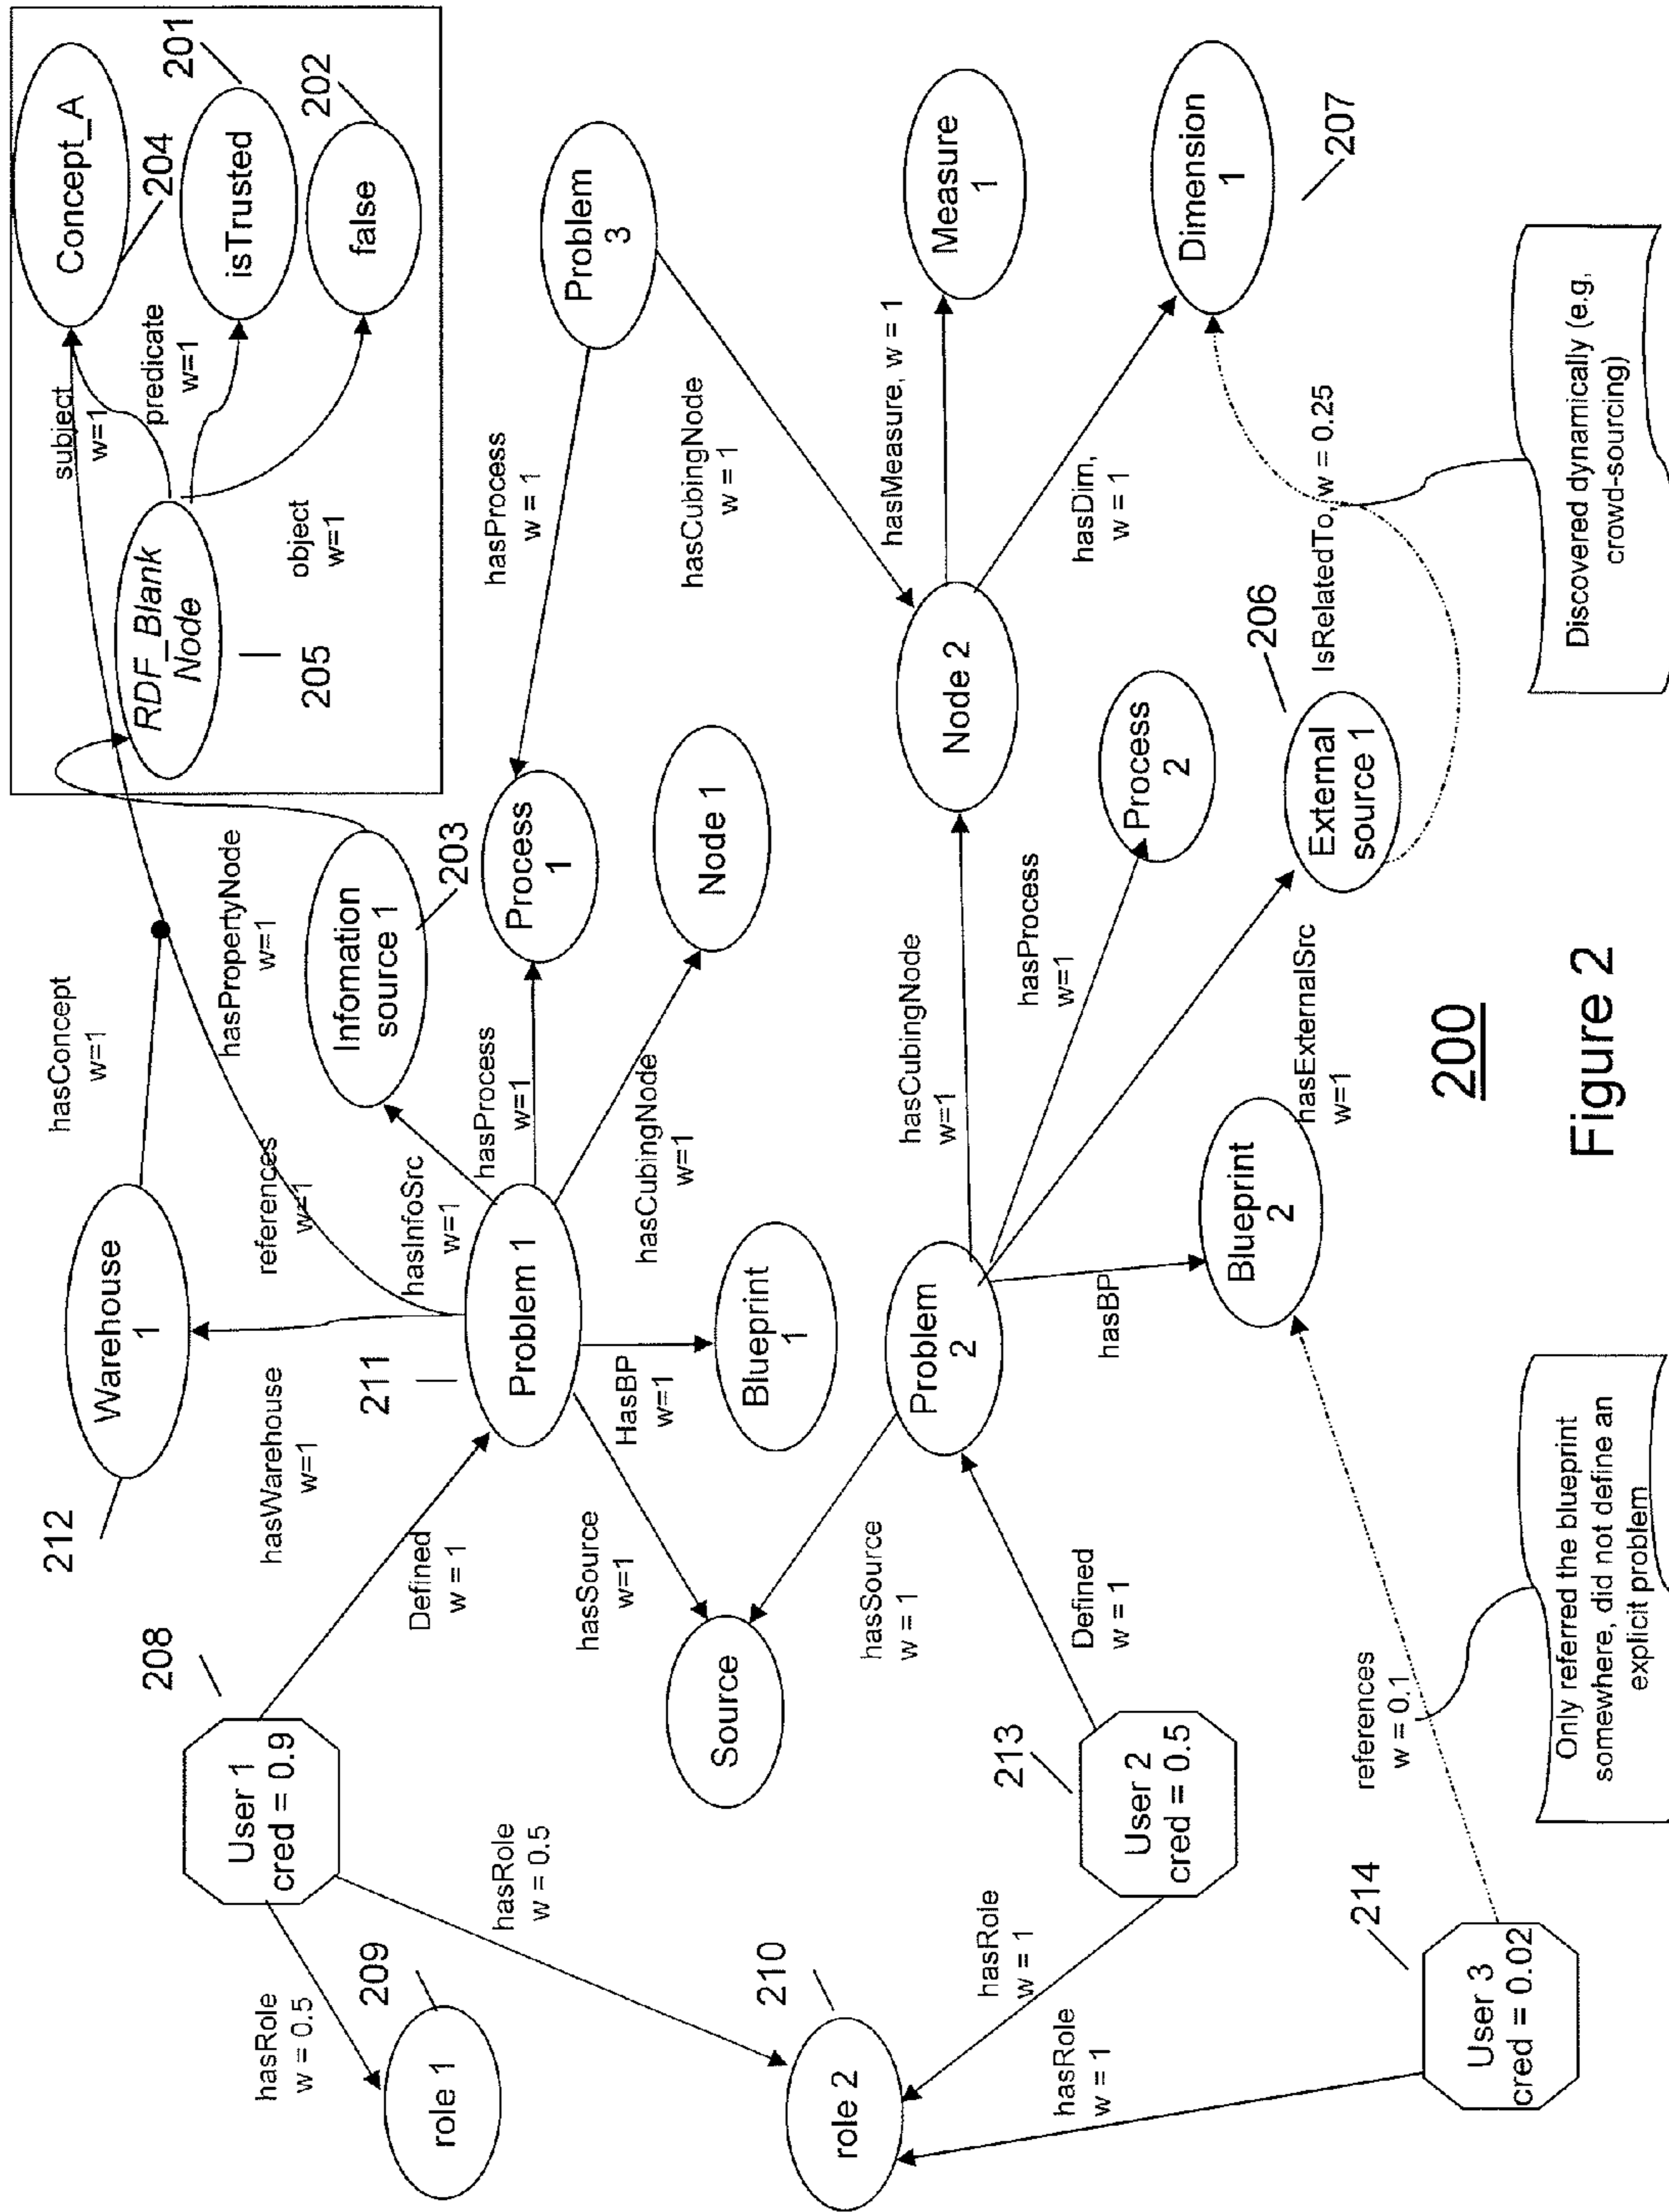 hasRole
w = 0.5
209
role 1
hasRole
w = 0.5
210
role 2
hasRole
w = 1
hasRole
w = 1
208
User 1
cred = 0.9
213
User 2
cred = 0.5
214
User 3
cred = 0.02
212
Warehouse
1
hasWarehouse
w=1
Defined
w = 1
hasSource
w=1
Source
hasSource
w = 1
Defined
w = 1
references
w = 0.1
Only referred the blueprint
somewhere, did not define an
explicit problem
211
Problem 1
HasBP
w=1
Blueprint
1
Problem
2
hasBP
Blueprint
2
hasConcept
w=1
references
w=1
hasInfoSrc
w=1
hasProcess
w=1
hasCubingNode
w=1
hasPropertyNode
w=1
Infomation
source 1
203
Process
1
Node 1
hasCubingNode
w=1
hasProcess
w=1
hasExternalSrc
w=1
Node 2
Process
2
206
External
source 1
RDF_Blank
Node
205
subject
w=1
predicate
w=1
object
w=1
Concept_A
204
isTrusted
201
false
202
hasProcess
w = 1
Problem
3
hasCubingNode
w = 1
hasMeasure, w = 1
Measure
1
hasDim,
w = 1
Dimension
1
207
IsRelatedTo, w = 0.25
Discovered dynamically (e.g.
crowd-sourcing)
200
Figure 2